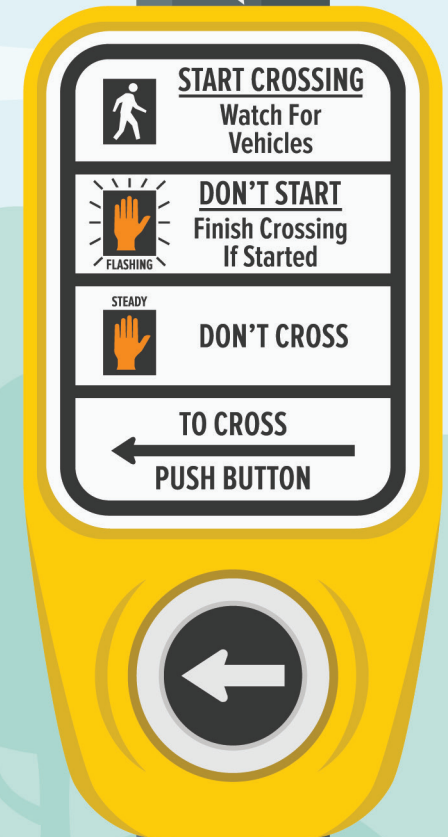 START CROSSING
Watch For
Vehicles
DON'T START
Finish Crossing
If Started
FLASHING
STEADY
DON'T CROSS
TO CROSS
PUSH BUTTON